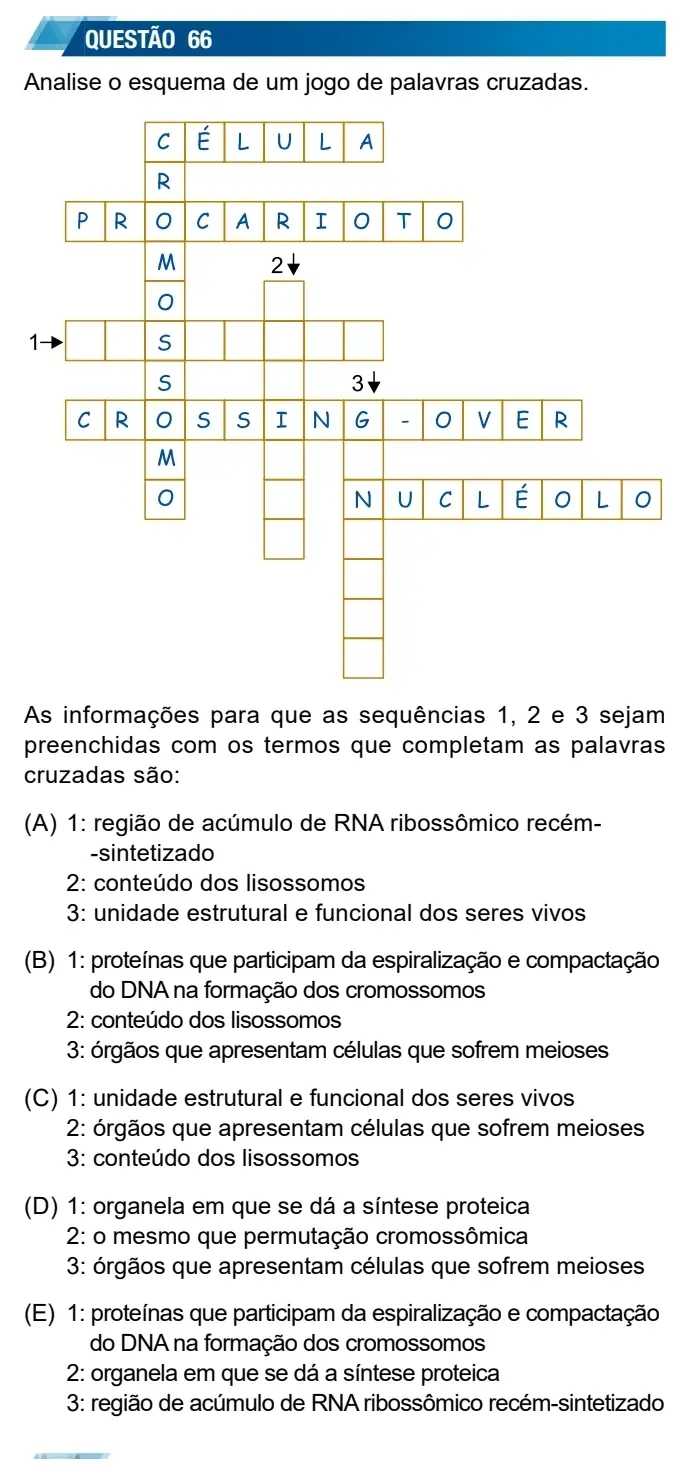 QUESTÃO 66
Analise o esquema de um jogo de palavras cruzadas.
CÉLULA
CROMOSSOMO
PROCARIOTO
2
1
S
3
CROSSING-OVER
NUCLÉOLO
As informações para que as sequências 1, 2 e 3 sejam
preenchidas com os termos que completam as palavras
cruzadas são:
(A) 1: região de acúmulo de RNA ribossômico recém-
-sintetizado
2: conteúdo dos lisossomos
3: unidade estrutural e funcional dos seres vivos
(B) 1: proteínas que participam da espiralização e compactação
do DNA na formação dos cromossomos
2: conteúdo dos lisossomos
3: órgãos que apresentam células que sofrem meioses
(C) 1: unidade estrutural e funcional dos seres vivos
2: órgãos que apresentam células que sofrem meioses
3: conteúdo dos lisossomos
(D) 1: organela em que se dá a síntese proteica
2: o mesmo que permutação cromossômica
3: órgãos que apresentam células que sofrem meioses
(E) 1: proteínas que participam da espiralização e compactação
do DNA na formação dos cromossomos
2: organela em que se dá a síntese proteica
3: região de acúmulo de RNA ribossômico recém-sintetizado